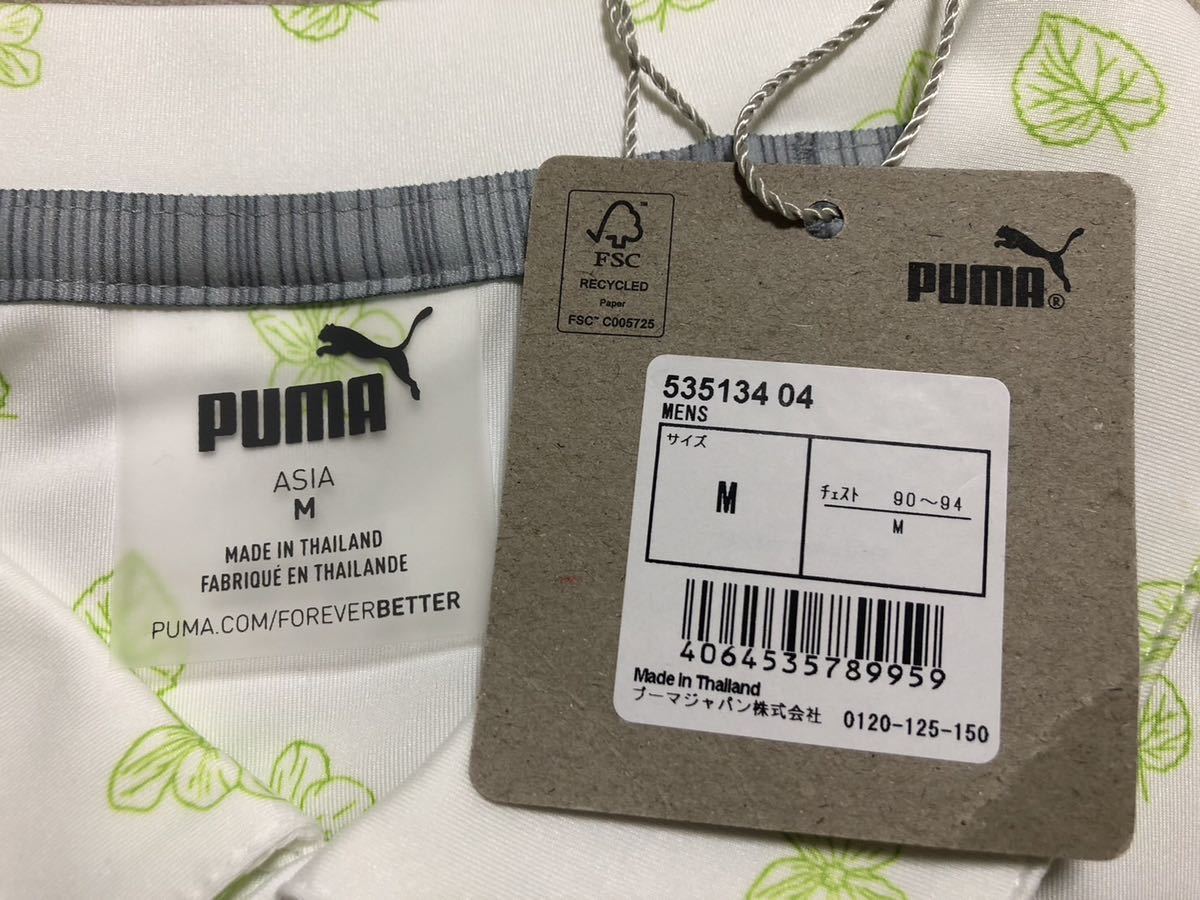 PUMA
ASIA
M
MADE IN THAILAND
FABRIQUÉ EN THAILANDE
PUMA.COM/FOREVERBETTER
FSC™
RECYCLED
Paper
FSC™ C005725
PUMA®
535134 04
MENS
サイズ
M
チェスト 90～94
M
4064535789959
Made in Thailand
プーマジャパン株式会社 0120-125-150